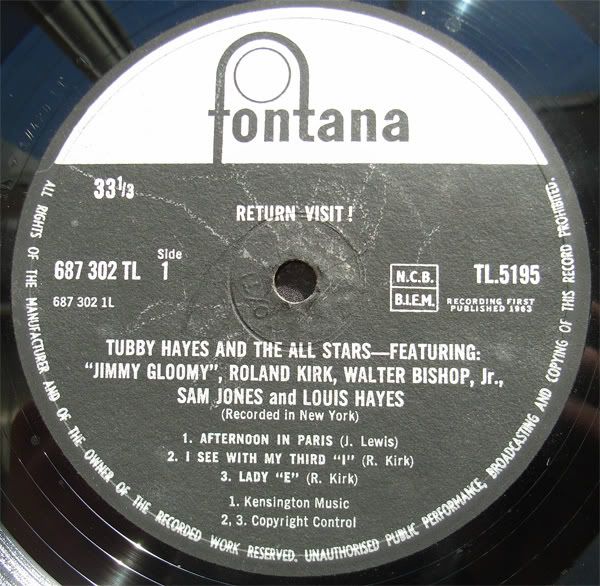 fontana
33⅓
RETURN VISIT!
687 302 TL
Side
1
687 302 1L
N.C.B.
B.I.E.M.
TL.5195
RECORDING FIRST
PUBLISHED 1963
TUBBY HAYES AND THE ALL STARS—FEATURING:
"JIMMY GLOOMY", ROLAND KIRK, WALTER BISHOP, Jr.,
SAM JONES and LOUIS HAYES
(Recorded in New York)
1. AFTERNOON IN PARIS (J. Lewis)
2. I SEE WITH MY THIRD "I" (R. Kirk)
3. LADY "E" (R. Kirk)
1. Kensington Music
2, 3. Copyright Control
ALL RIGHTS OF THE MANUFACTURER AND OF THE OWNER OF THE RECORDED WORK RESERVED. UNAUTHORISED PUBLIC PERFORMANCE, BROADCASTING AND COPYING OF THIS RECORD PROHIBITED.